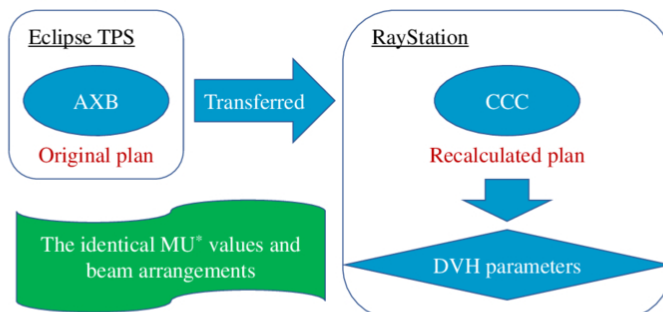 Eclipse TPS
AXB
Original plan
Transferred
RayStation
CCC
Recalculated plan
DVH parameters
The identical MU* values and
beam arrangements